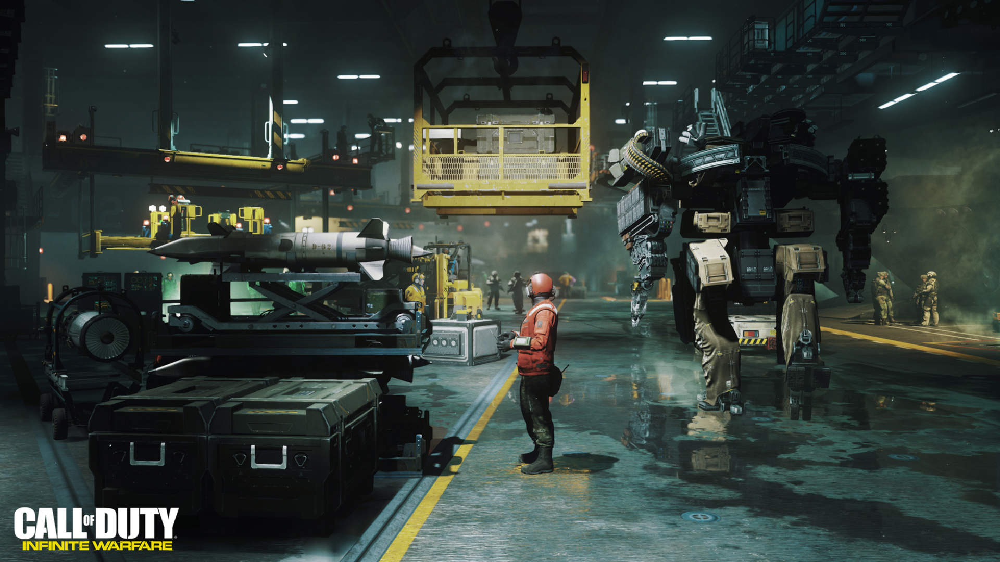 D-62
CALL OF DUTY
INFINITE WARFARE